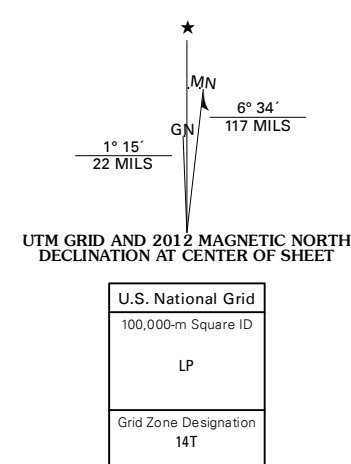 ★
MN
GN
6° 34´
117 MILS
1° 15´
22 MILS
UTM GRID AND 2012 MAGNETIC NORTH
DECLINATION AT CENTER OF SHEET
U.S. National Grid
100,000-m Square ID
LP
Grid Zone Designation
14T